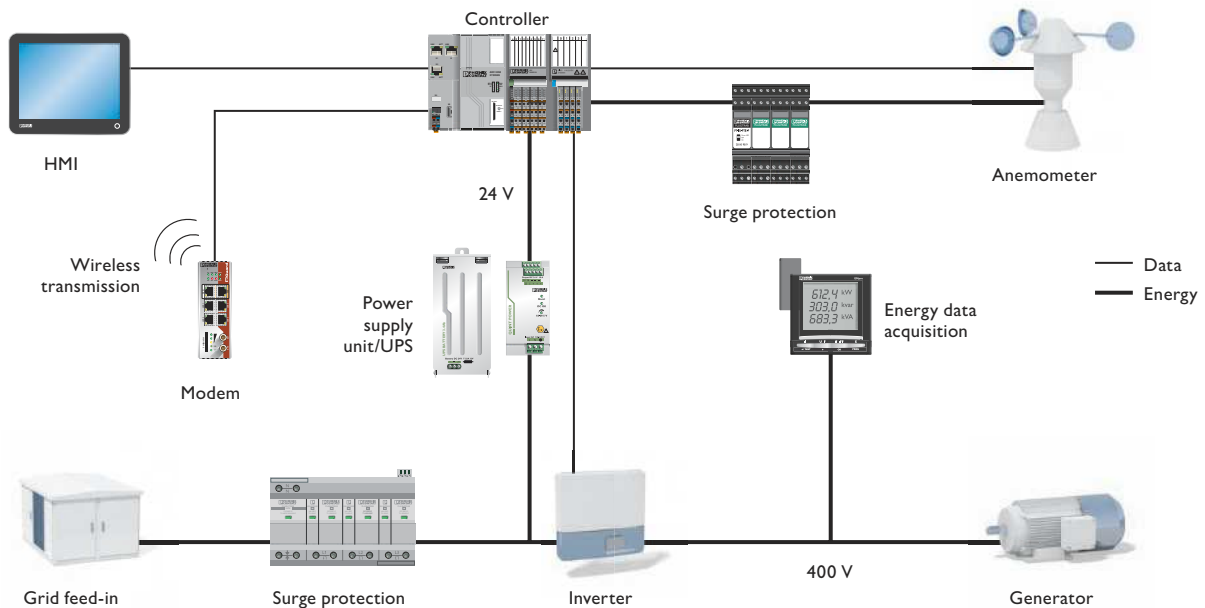 Controller
HMI
24 V
Anemometer
Surge protection
Wireless
transmission
Data
Energy
Power
supply
unit/UPS
612,4 kW
303,0 kvar
683,3 kVA
Energy data
acquisition
Modem
400 V
Grid feed-in
Surge protection
Inverter
Generator